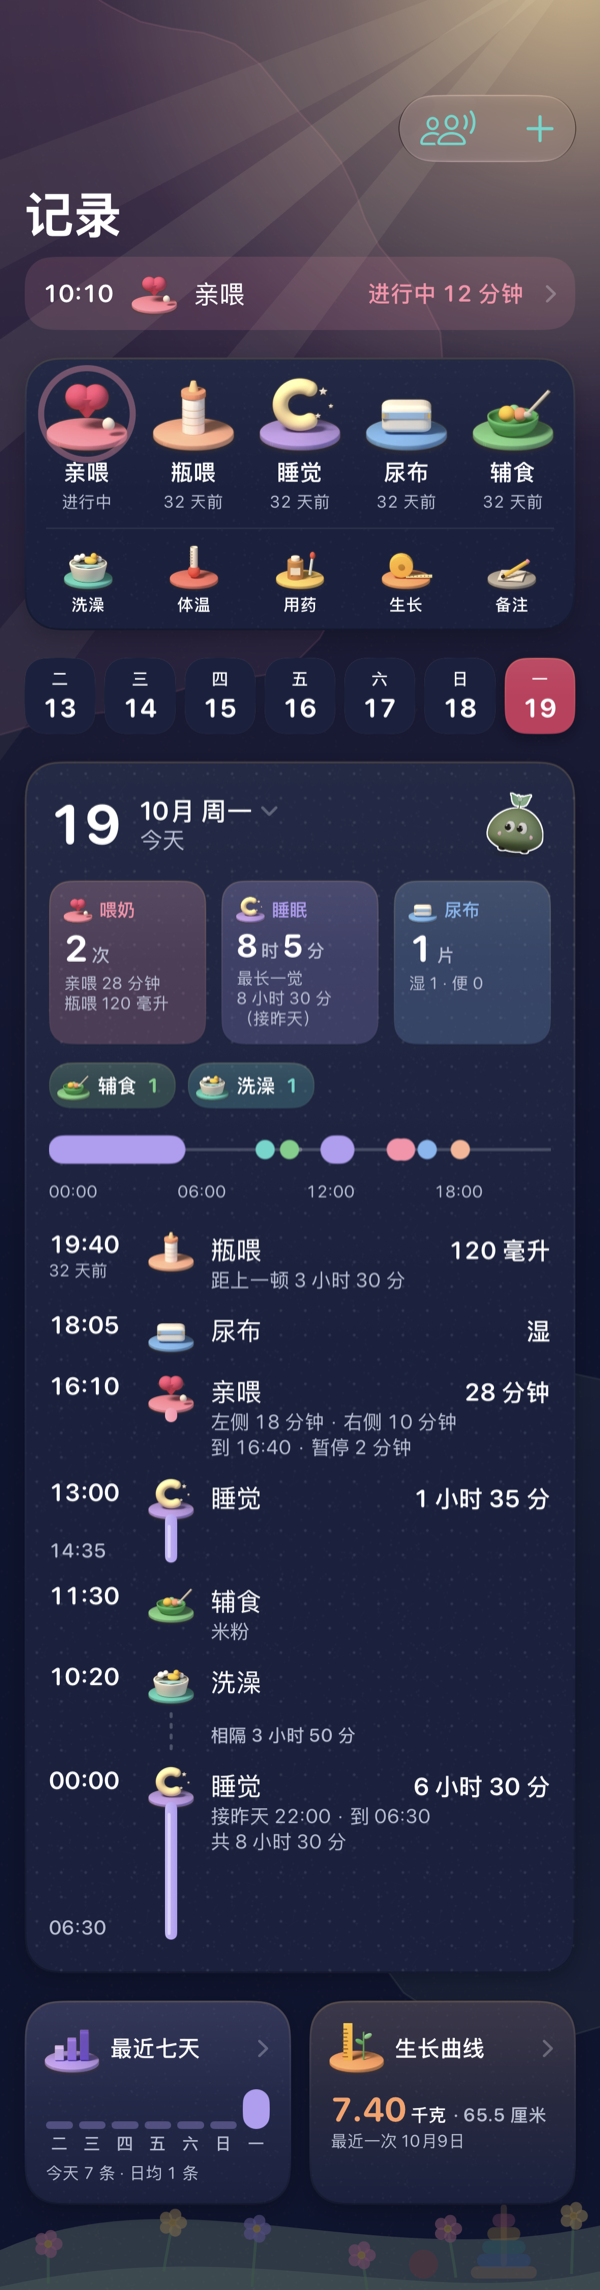 记录
10:10 亲喂 进行中 12 分钟
亲喂 瓶喂 睡觉 尿布 辅食
进行中 32 天前 32 天前 32 天前 32 天前
洗澡 体温 用药 生长 备注
二 三 四 五 六 日 一
13 14 15 16 17 18 19
19 10月 周一
今天
喂奶
2 次
亲喂 28 分钟
瓶喂 120 毫升
睡眠
8 时 5 分
最长一觉
8 小时 30 分
（接昨天）
尿布
1 片
湿 1 · 便 0
辅食 1 洗澡 1
00:00 06:00 12:00 18:00
19:40 瓶喂 120 毫升
32 天前 距上一顿 3 小时 30 分
18:05 尿布 湿
16:10 亲喂 28 分钟
左侧 18 分钟 · 右侧 10 分钟
到 16:40 · 暂停 2 分钟
13:00 睡觉 1 小时 35 分
14:35
11:30 辅食
米粉
10:20 洗澡
相隔 3 小时 50 分
00:00 睡觉 6 小时 30 分
接昨天 22:00 · 到 06:30
共 8 小时 30 分
06:30
最近七天
二 三 四 五 六 日 一
今天 7 条 · 日均 1 条
生长曲线
7.40 千克 · 65.5 厘米
最近一次 10月9日